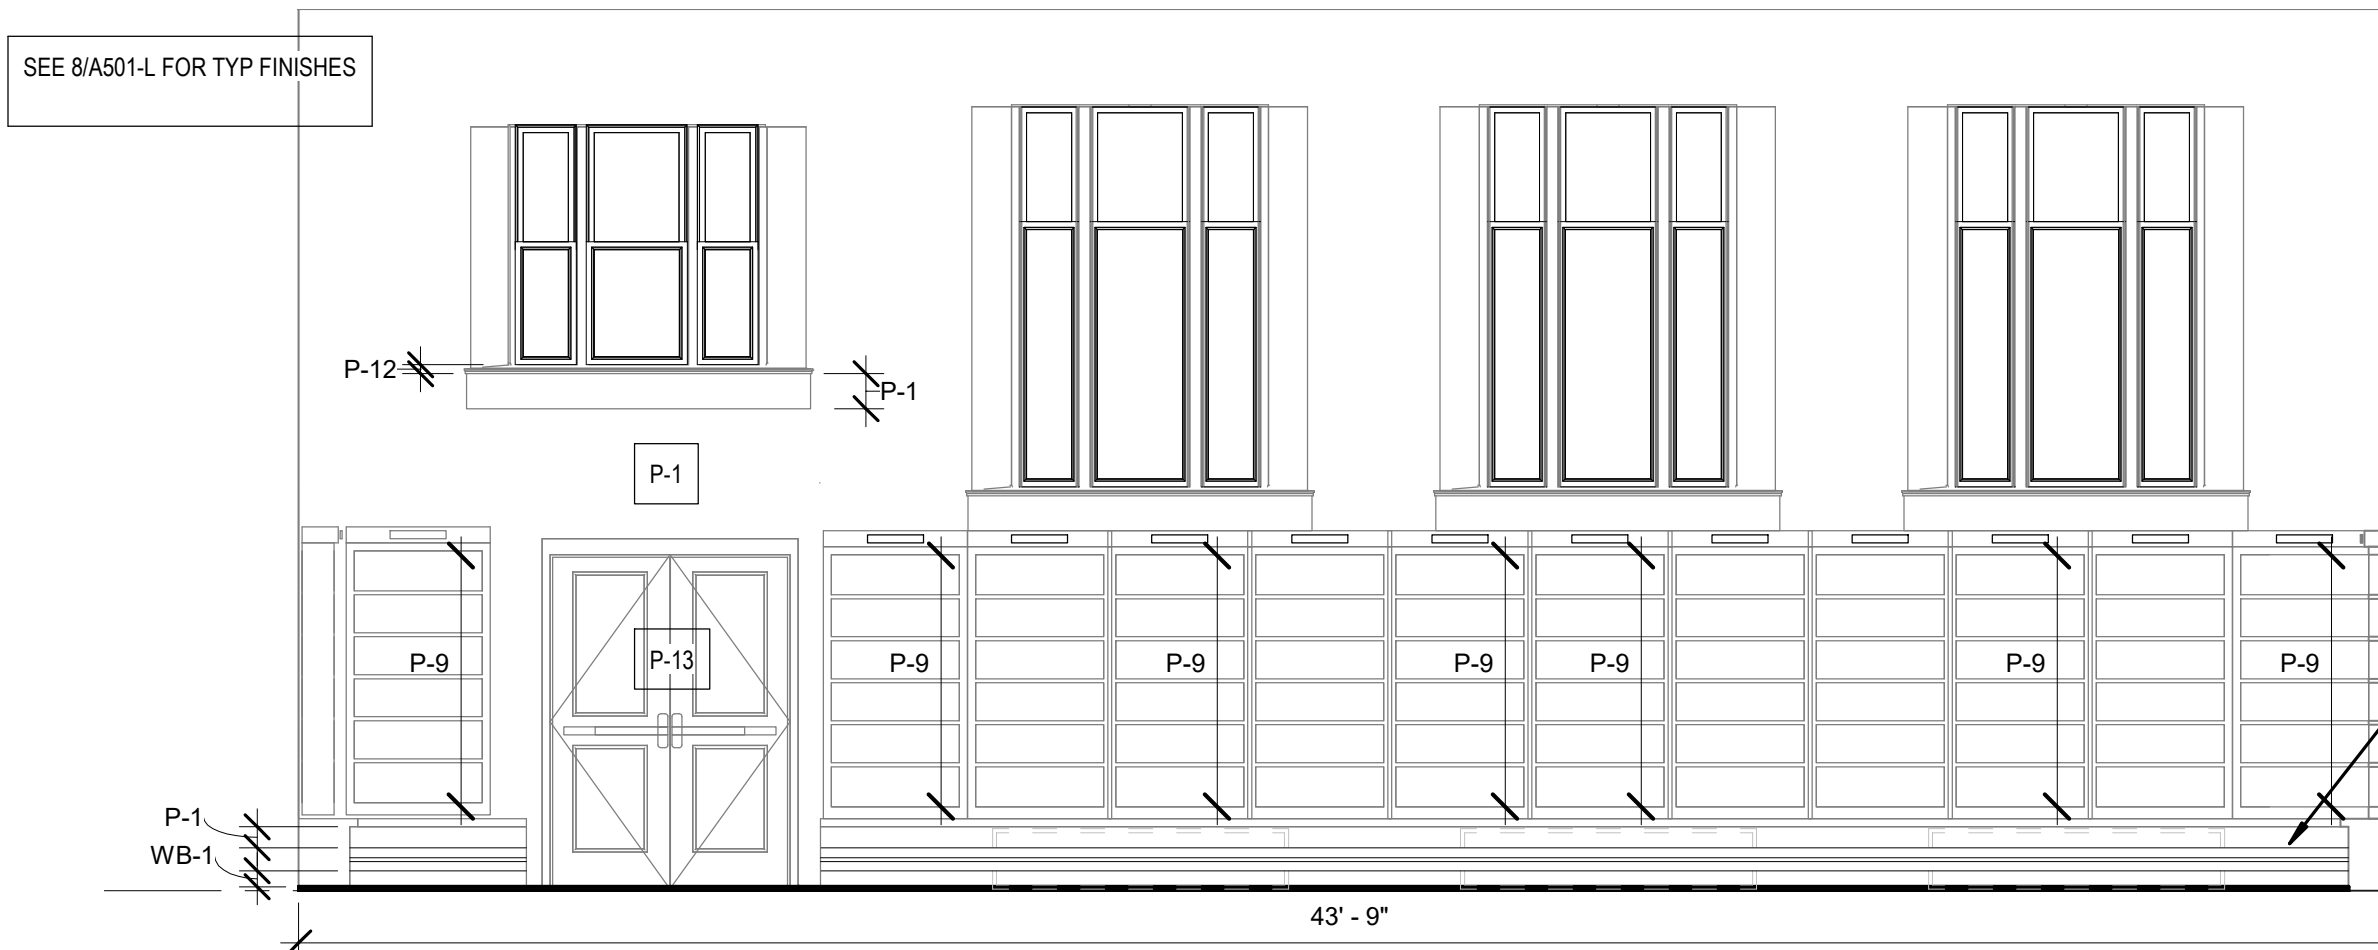 SEE 8/A501-L FOR TYP FINISHES
P-12
P-1
P-1
P-9
P-13
P-9
P-9
P-9
P-9
P-9
P-9
P-1
WB-1
43' - 9"